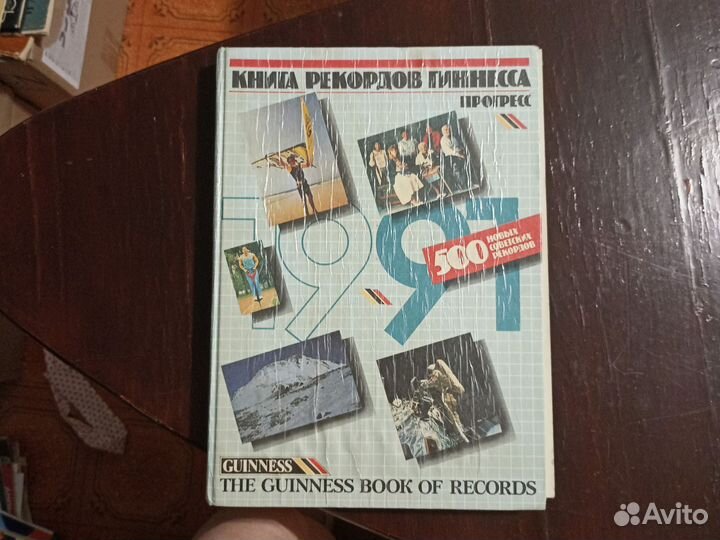 КНИГА РЕКОРДОВ ГИННЕССА
ПРОГРЕСС
1991
500 НОВЫХ
СОВЕТСКИХ
РЕКОРДОВ
GUINNESS
THE GUINNESS BOOK OF RECORDS
Avito